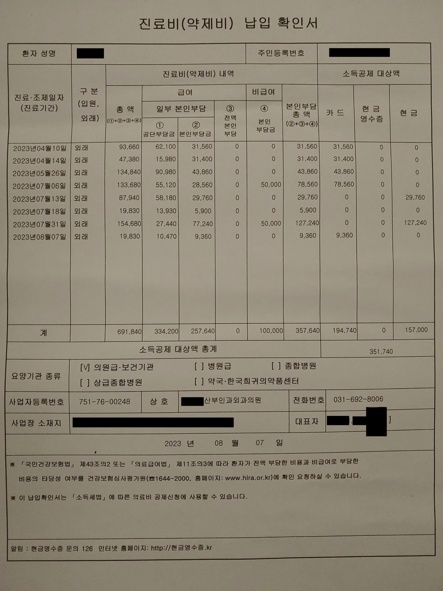 진료비(약제비) 납입 확인서
환자 성명 주민등록번호
진료·조제일자 (진료기간) 구 분 (입원, 외래) 진료비(약제비) 내역 소득공제 대상액
총 액 (①+②+③+④) 급여 비급여 본인부담 총 액 (②+③+④) 카 드 현 금 영수증 현 금
일부 본인부담 ③ 전액 본인 부담 ④ 본인 부담금
① 공단부담금 ② 본인부담금
2023년04월10일 외래 93,660 62,100 31,560 0 0 31,560 31,560 0 0
2023년04월14일 외래 47,380 15,980 31,400 0 0 31,400 31,400 0 0
2023년05월26일 외래 134,840 90,980 43,860 0 0 43,860 43,860 0 0
2023년07월06일 외래 133,680 55,120 28,560 0 50,000 78,560 78,560 0 0
2023년07월13일 외래 87,940 58,180 29,760 0 0 29,760 0 0 29,760
2023년07월18일 외래 19,830 13,930 5,900 0 0 5,900 0 0 0
2023년07월31일 외래 154,680 27,440 77,240 0 50,000 127,240 0 0 127,240
2023년08월07일 외래 19,830 10,470 9,360 0 0 9,360 9,360 0 0
계 691,840 334,200 257,640 0 100,000 357,640 194,740 0 157,000
소득공제 대상액 총계 351,740
요양기관 종류 [√] 의원급·보건기관 [ ] 병원급 [ ] 종합병원
[ ] 상급종합병원 [ ] 약국·한국희귀의약품센터
사업자등록번호 751-76-00248 상 호 산부인과외과의원 전화번호 031-692-8006
사업장 소재지 대표자 ]
2023 년 08 월 07 일
* 「국민건강보험법」 제43조의2 또는 「의료급여법」 제11조의3에 따라 환자가 전액 부담한 비용과 비급여로 부담한
비용의 타당성 여부를 건강보험심사평가원(☎1644-2000, 홈페이지: www.hira.or.kr)에 확인 요청하실 수 있습니다.
* 이 납입확인서는 「소득세법」에 따른 의료비 공제신청에 사용할 수 있습니다.
알림 : 현금영수증 문의 126 인터넷 홈페이지: http://현금영수증.kr